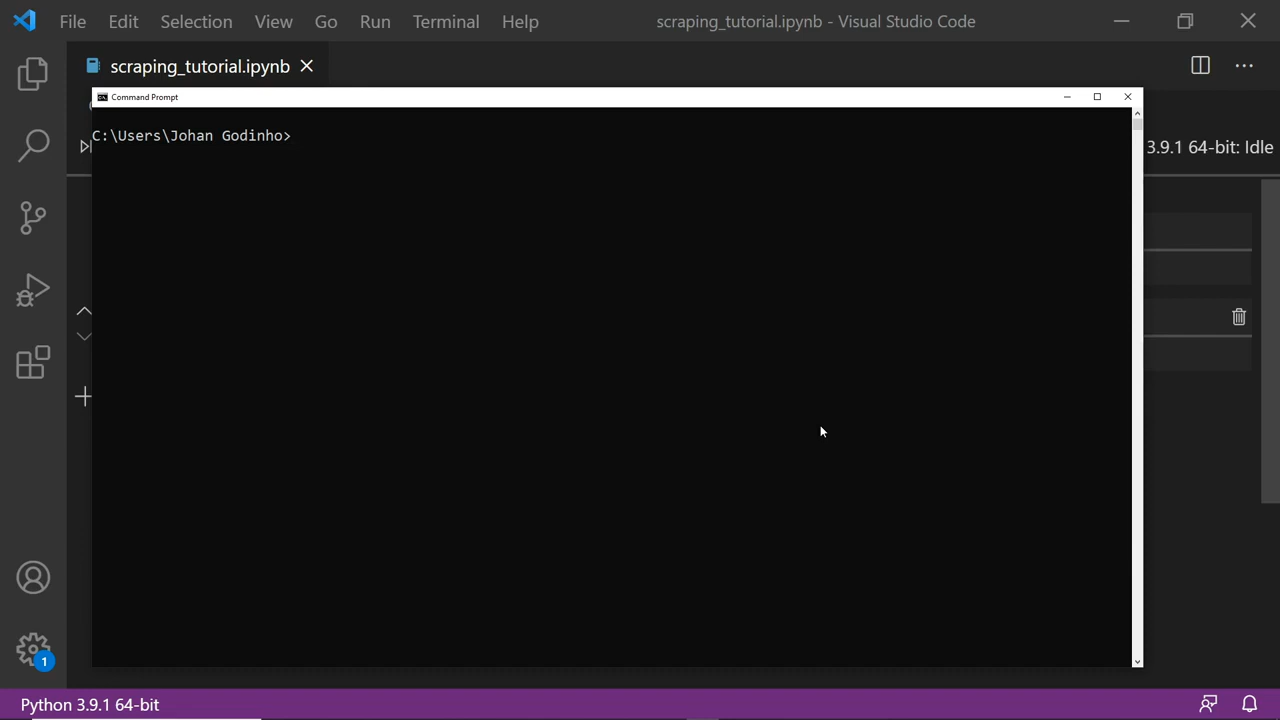 File Edit Selection View Go Run Terminal Help
scraping_tutorial.ipynb - Visual Studio Code
scraping_tutorial.ipynb
Command Prompt
C:\Users\Johan Godinho>
3.9.1 64-bit: Idle
1
Python 3.9.1 64-bit